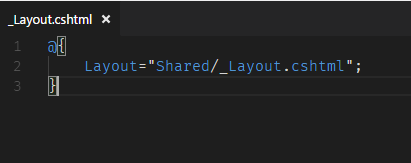 _Layout.cshtml ×
1 @{
2     Layout="Shared/_Layout.cshtml";
3 }